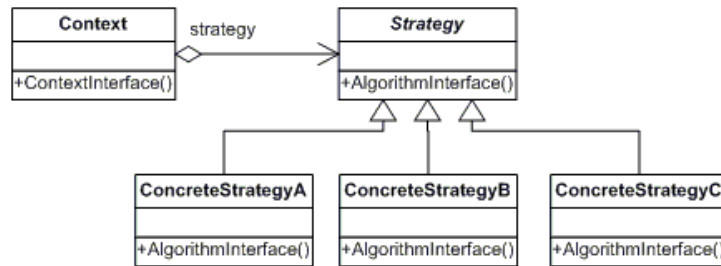 Context
strategy
Strategy
+ContextInterface()
+AlgorithmInterface()
ConcreteStrategyA
ConcreteStrategyB
ConcreteStrategyC
+AlgorithmInterface()
+AlgorithmInterface()
+AlgorithmInterface()